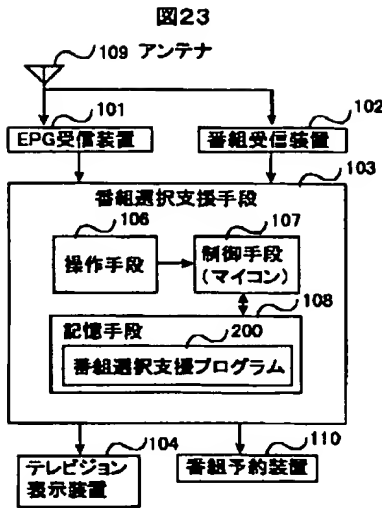 図23
109 アンテナ
101
102
EPG受信装置
番組受信装置
103
番組選択支援手段
106
107
操作手段
制御手段
(マイコン)
108
記憶手段
200
番組選択支援プログラム
104
110
テレビジョン
表示装置
番組予約装置